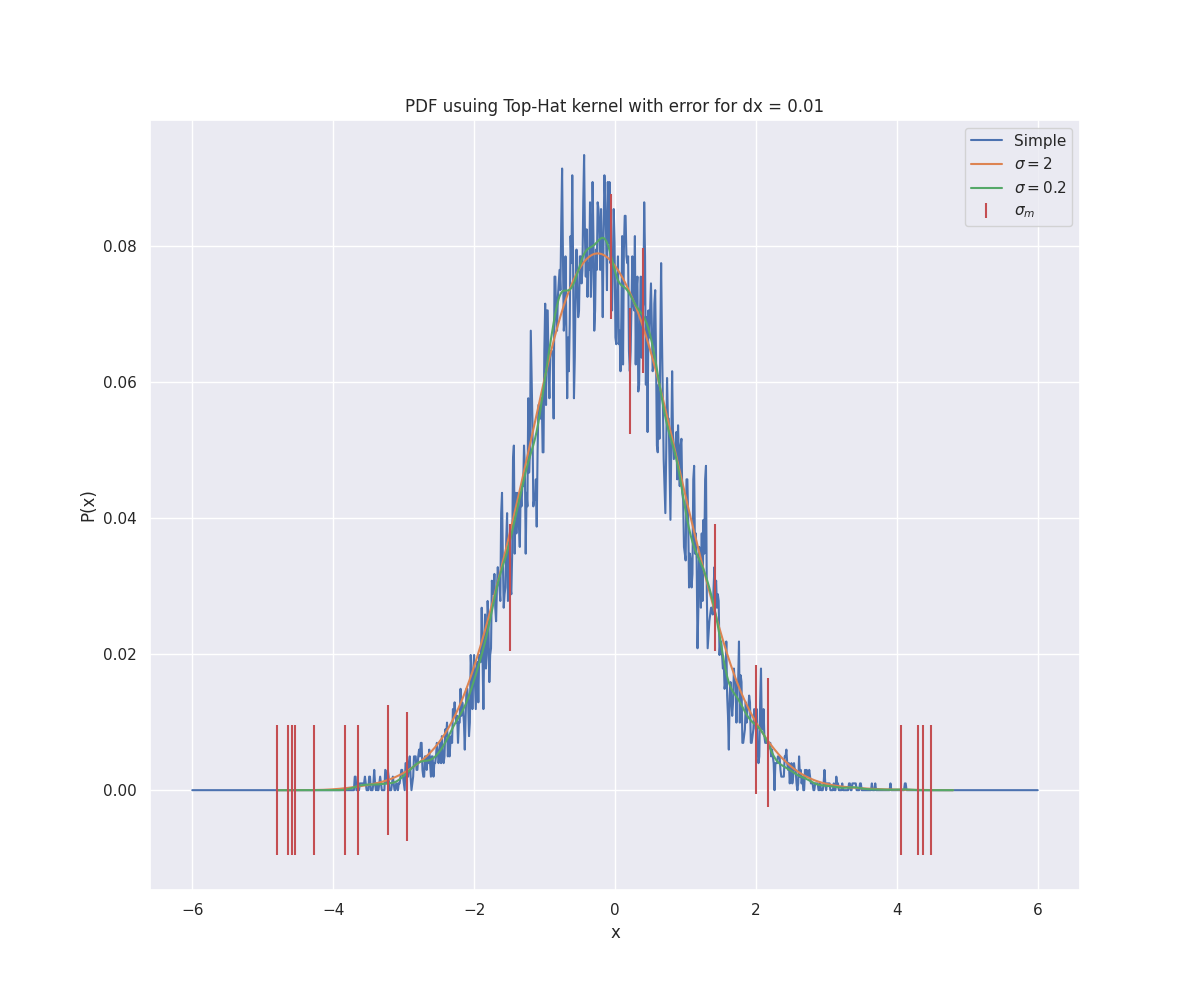 PDF usuing Top-Hat kernel with error for dx = 0.01
Simple
σ = 2
σ = 0.2
σm
P(x)
0.08
0.06
0.04
0.02
0.00
−6 −4 −2 0 2 4 6
x